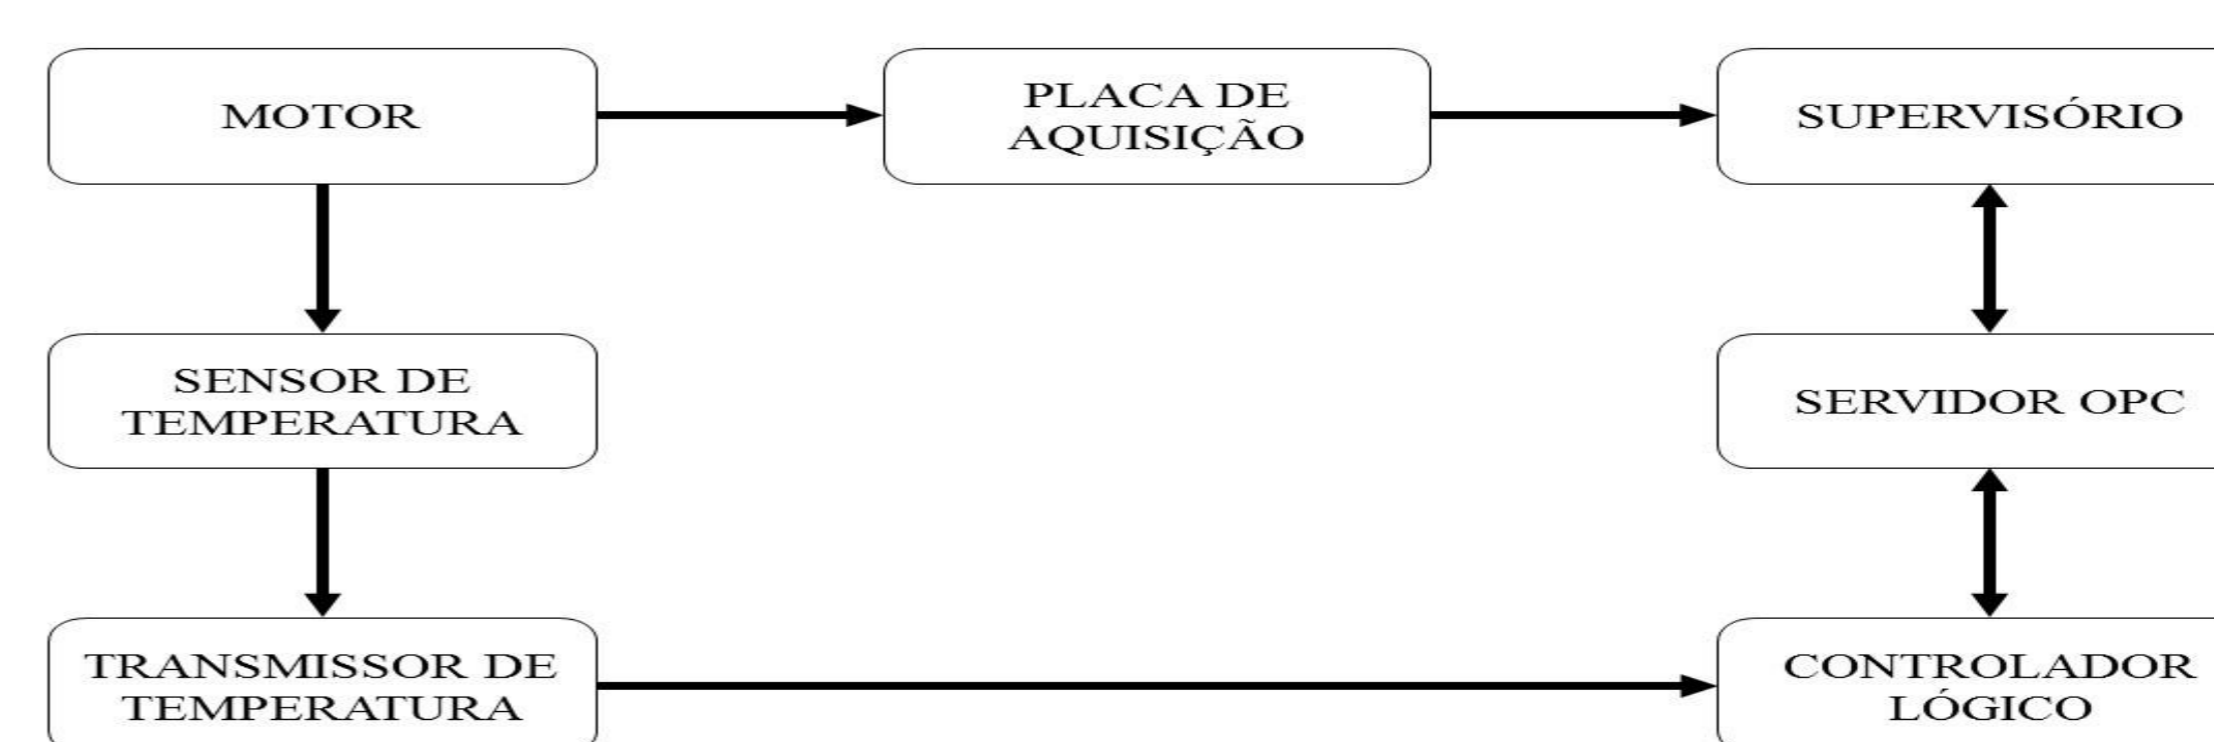 MOTOR
PLACA DE
AQUISIÇÃO
SUPERVISÓRIO
SENSOR DE
TEMPERATURA
SERVIDOR OPC
TRANSMISSOR DE
TEMPERATURA
CONTROLADOR
LÓGICO